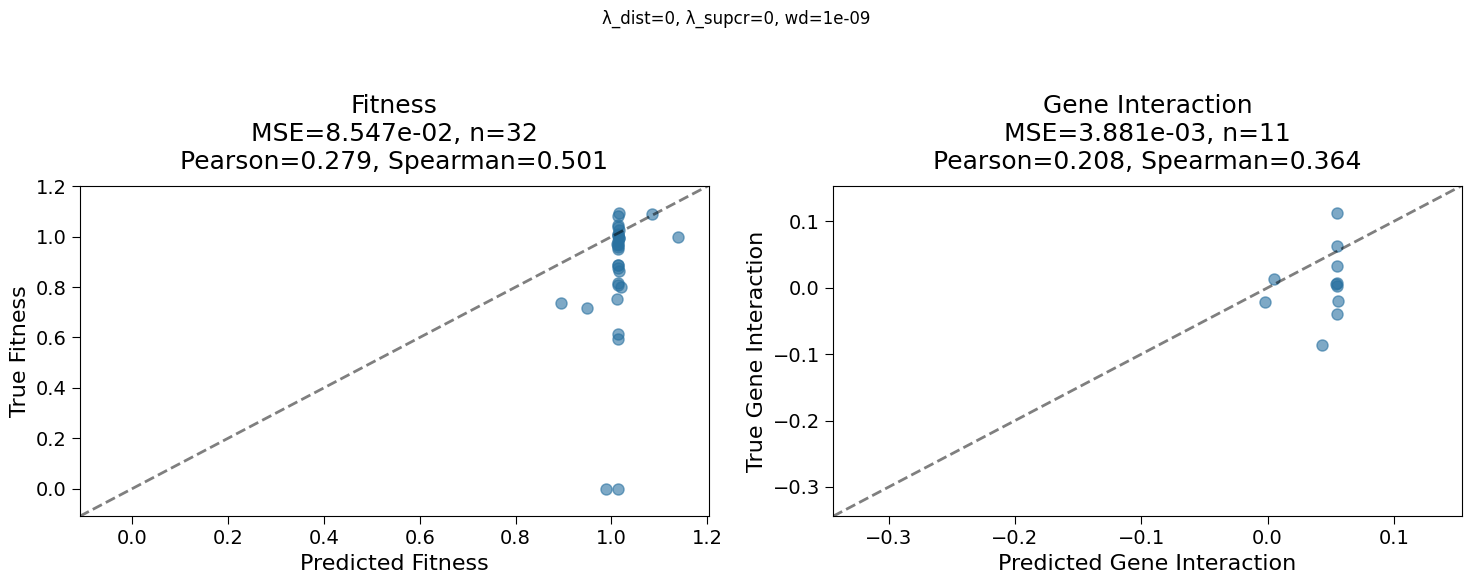 λ_dist=0, λ_supcr=0, wd=1e-09
Fitness
MSE=8.547e-02, n=32
Pearson=0.279, Spearman=0.501
1.2
1.0
0.8
0.6
0.4
0.2
0.0
True Fitness
0.0 0.2 0.4 0.6 0.8 1.0 1.2
Predicted Fitness
Gene Interaction
MSE=3.881e-03, n=11
Pearson=0.208, Spearman=0.364
0.1
0.0
−0.1
−0.2
−0.3
True Gene Interaction
−0.3 −0.2 −0.1 0.0 0.1
Predicted Gene Interaction